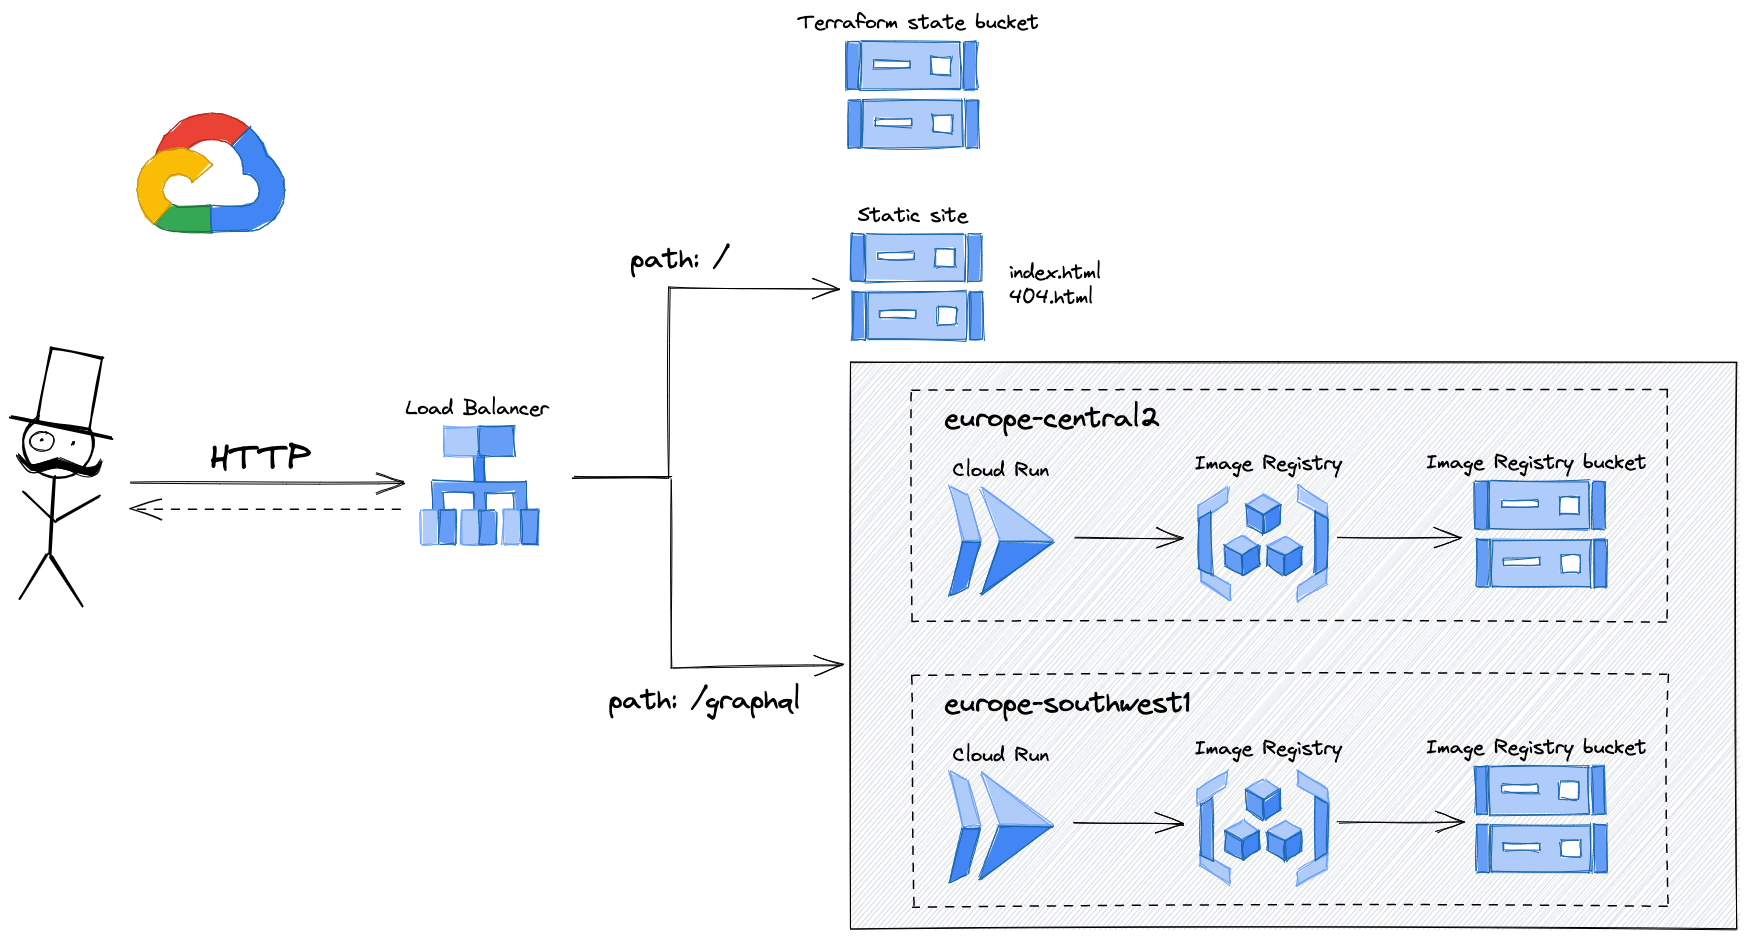 Terraform state bucket
Static site
path: /
index.html
404.html
Load Balancer
HTTP
europe-central2
Cloud Run
Image Registry
Image Registry bucket
path: /graphql
europe-southwest1
Cloud Run
Image Registry
Image Registry bucket